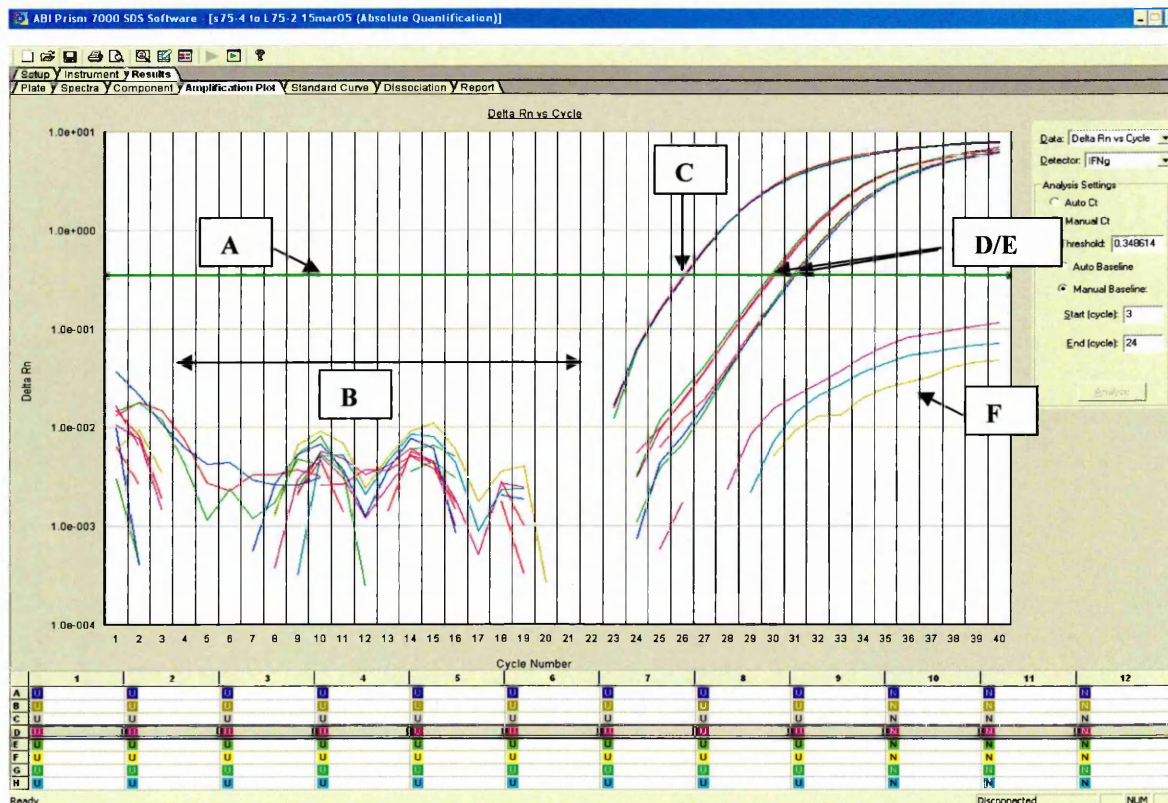 ABI Prism 7000 SDS Software - [s75-4 to L75-2 15mar05 (Absolute Quantification)]
Setup Instrument Results
Plate Spectra Component Amplification Plot Standard Curve Dissociation Report
Delta Rn vs Cycle
Data: Delta Rn vs Cycle
Detector: IFNg
Analysis Settings
Auto Ct
Manual Ct
Threshold: 0.348614
Auto Baseline
Manual Baseline:
Start (cycle): 3
End (cycle): 24
Analyze
Delta Rn
1.0e+001
1.0e+000
1.0e-001
1.0e-002
1.0e-003
1.0e-004
A
B
C
D/E
F
1 2 3 4 5 6 7 8 9 10 11 12 13 14 15 16 17 18 19 20 21 22 23 24 25 26 27 28 29 30 31 32 33 34 35 36 37 38 39 40
Cycle Number
1 2 3 4 5 6 7 8 9 10 11 12
A U U U U U U U U U N N N
B U U U U U U U U U N N N
C U U U U U U U U U N N N
D U U U U U U U U U N N N
E U U U U U U U U U N N N
F U U U U U U U U U N N N
G U U U U U U U U U N N N
H U U U U U U U U U N N N
Ready Disconnected NUM